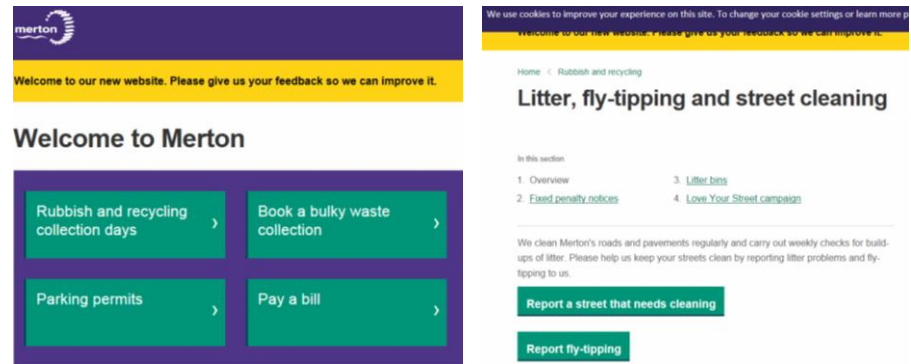 merton
Welcome to our new website. Please give us your feedback so we can improve it.
Welcome to Merton
Rubbish and recycling
collection days
Book a bulky waste
collection
Parking permits
Pay a bill
We use cookies to improve your experience on this site. To change your cookie settings or learn more
Welcome to our new website. Please give us your feedback so we can improve it.
Home < Rubbish and recycling
Litter, fly-tipping and street cleaning
In this section
1. Overview
2. Fixed penalty notices
3. Litter bins
4. Love Your Street campaign
We clean Merton's roads and pavements regularly and carry out weekly checks for build-
ups of litter. Please help us keep your streets clean by reporting litter problems and fly-
tipping to us.
Report a street that needs cleaning
Report fly-tipping